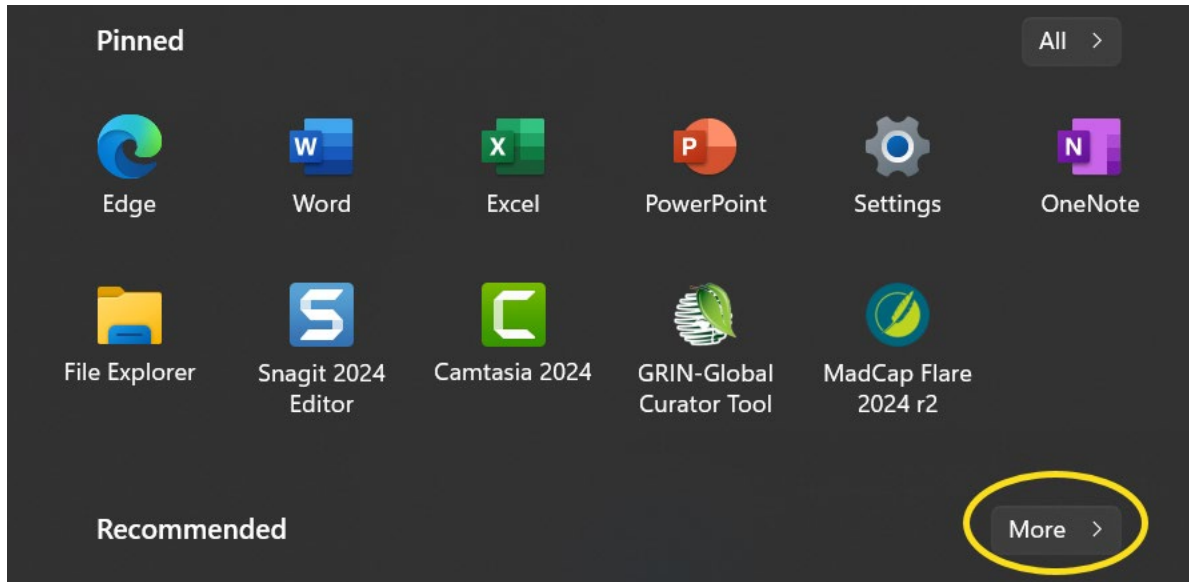 Pinned
All >
W
X
P
N
Edge
Word
Excel
PowerPoint
Settings
OneNote
S
C
File Explorer
Snagit 2024
Editor
Camtasia 2024
GRIN-Global
Curator Tool
MadCap Flare
2024 r2
Recommended
More >